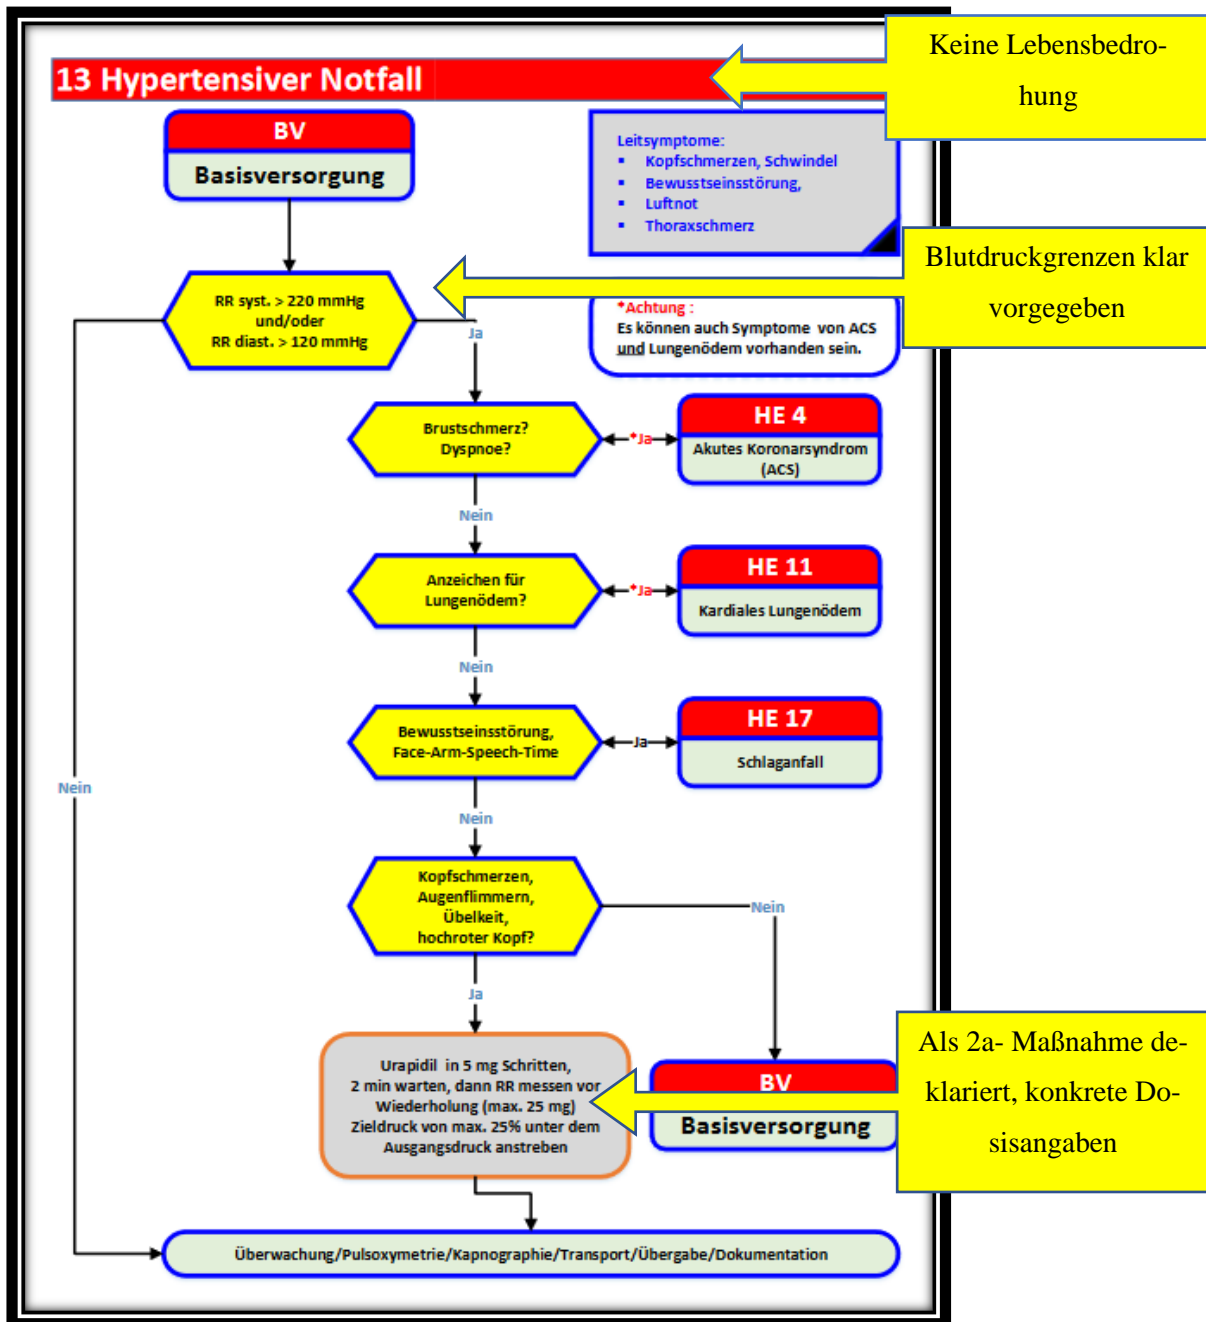 Keine Lebensbedro-
hung
13 Hypertensiver Notfall
BV
Basisversorgung
Leitsymptome:
▪ Kopfschmerzen, Schwindel
▪ Bewusstseinsstörung,
▪ Luftnot
▪ Thoraxschmerz
Blutdruckgrenzen klar
vorgegeben
RR syst. > 220 mmHg
und/oder
RR diast. > 120 mmHg
Ja
*Achtung :
Es können auch Symptome von ACS
und Lungenödem vorhanden sein.
Brustschmerz?
Dyspnoe?
*Ja
HE 4
Akutes Koronarsyndrom
(ACS)
Nein
Anzeichen für
Lungenödem?
*Ja
HE 11
Kardiales Lungenödem
Nein
Bewusstseinsstörung,
Face-Arm-Speech-Time
Ja
HE 17
Schlaganfall
Nein
Nein
Kopfschmerzen,
Augenflimmern,
Übelkeit,
hochroter Kopf?
Nein
Ja
Urapidil in 5 mg Schritten,
2 min warten, dann RR messen vor
Wiederholung (max. 25 mg)
Zieldruck von max. 25% unter dem
Ausgangsdruck anstreben
BV
Basisversorgung
Als 2a- Maßnahme de-
klariert, konkrete Do-
sisangaben
Überwachung/Pulsoxymetrie/Kapnographie/Transport/Übergabe/Dokumentation